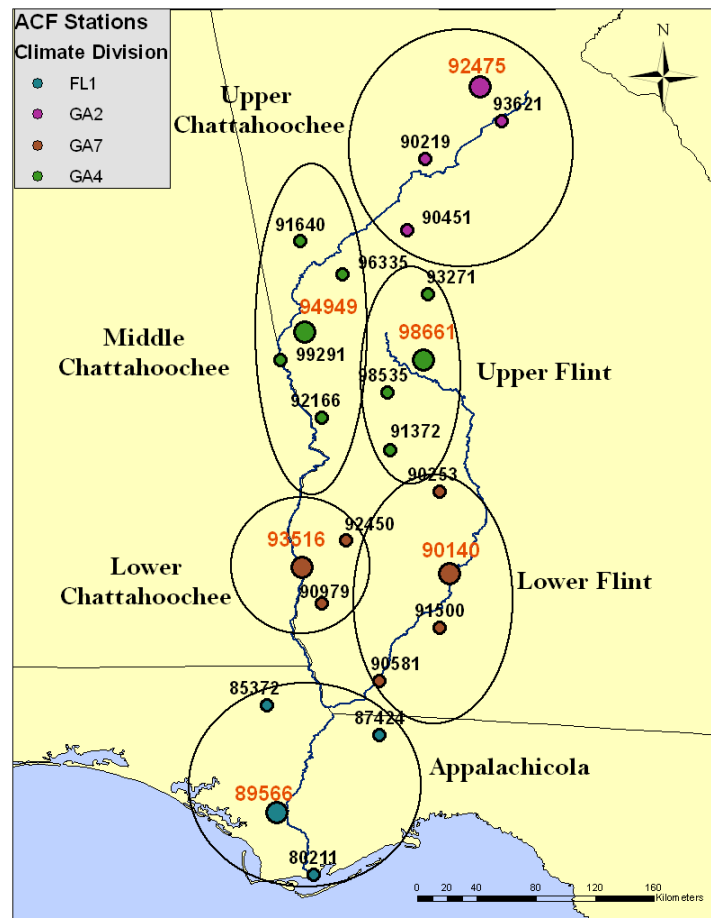 ACF Stations
Climate Division
FL1
GA2
GA7
GA4
N
92475
Upper
Chattahoochee
93621
90219
90451
91640
96335
93271
94949
98661
Middle
Chattahoochee
99291
98535
Upper Flint
92166
91372
90253
92450
93516
90140
Lower
Chattahoochee
90979
Lower Flint
91500
90581
85372
87424
Appalachicola
89566
80211
0 20 40 80 120 160
Kilometers